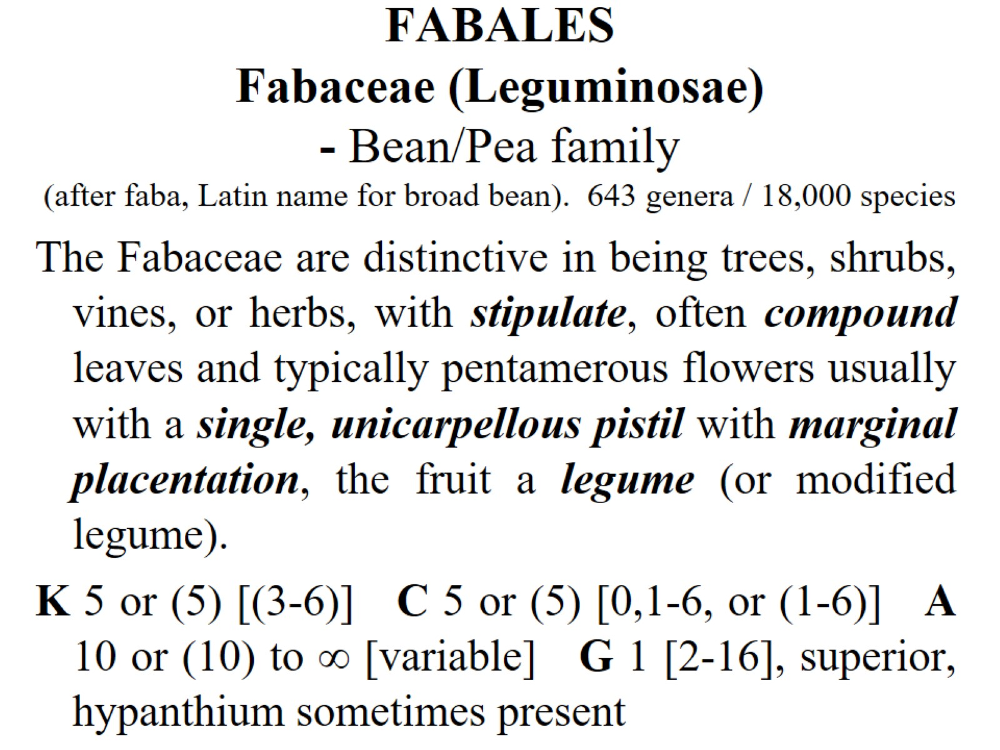 FABALES
Fabaceae (Leguminosae)
- Bean/Pea family
(after faba, Latin name for broad bean).  643 genera / 18,000 species
The Fabaceae are distinctive in being trees, shrubs,
vines, or herbs, with stipulate, often compound
leaves and typically pentamerous flowers usually
with a single, unicarpellous pistil with marginal
placentation, the fruit a legume (or modified
legume).
K 5 or (5) [(3-6)]   C 5 or (5) [0,1-6, or (1-6)]   A
10 or (10) to ∞ [variable]   G 1 [2-16], superior,
hypanthium sometimes present